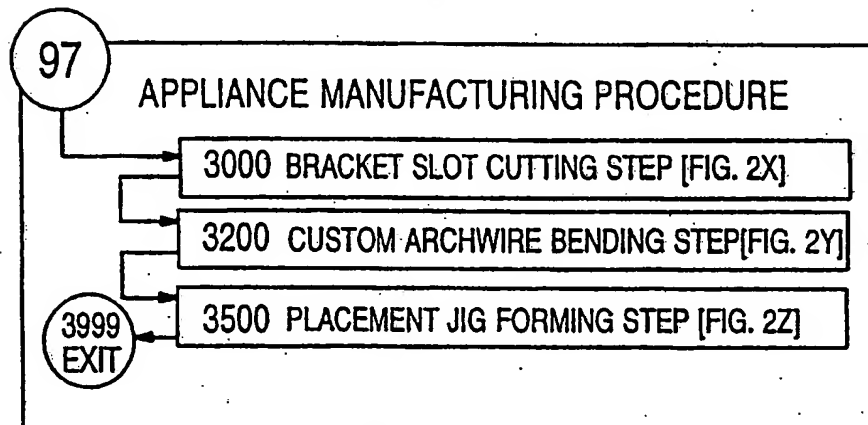 97
APPLIANCE MANUFACTURING PROCEDURE
3000 BRACKET SLOT CUTTING STEP [FIG. 2X]
3200 CUSTOM ARCHWIRE BENDING STEP[FIG. 2Y]
3500 PLACEMENT JIG FORMING STEP [FIG. 2Z]
3999
EXIT